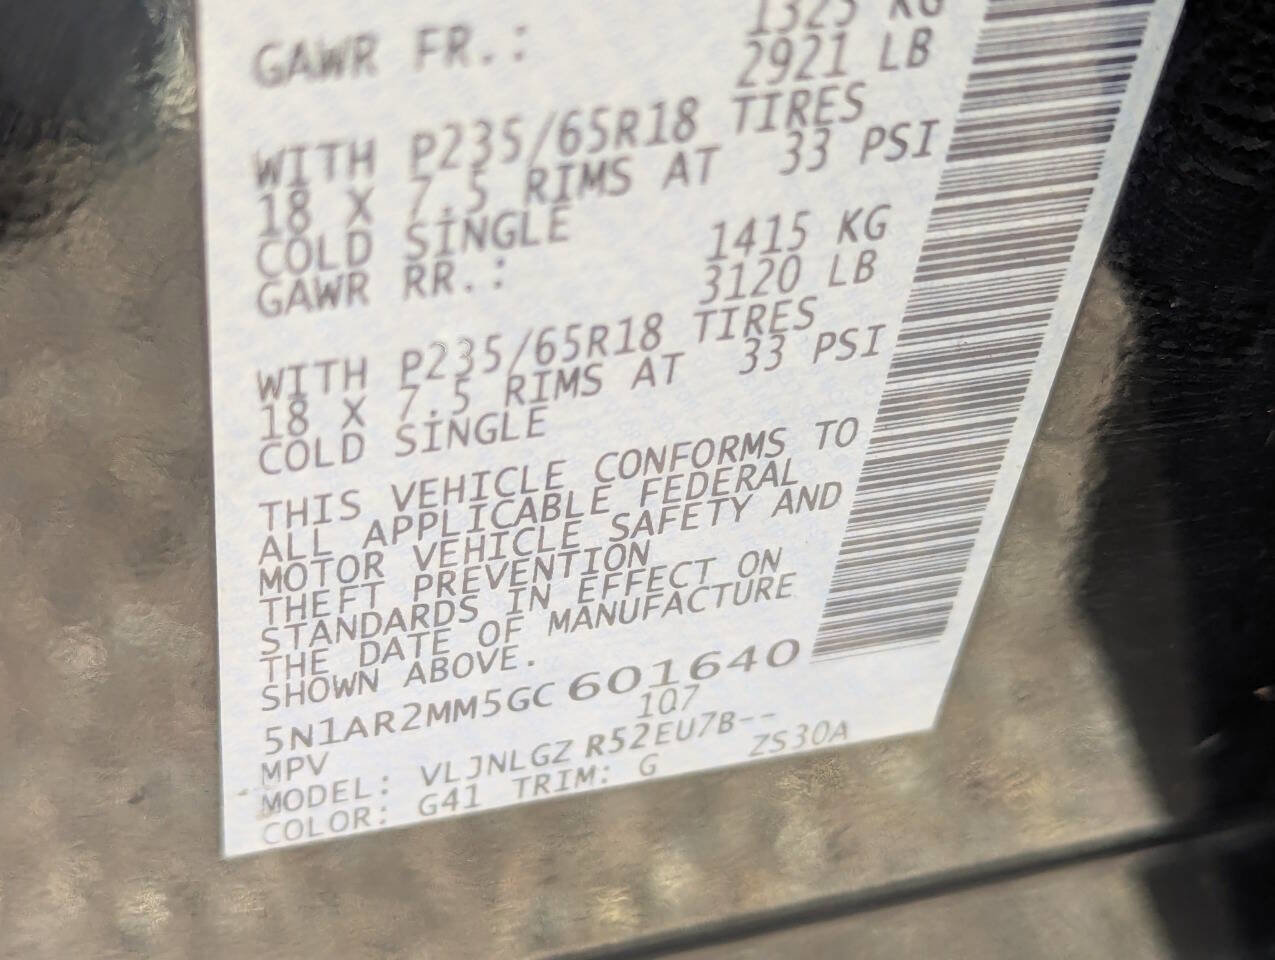 1325 KG
GAWR FR.: 2921 LB
WITH P235/65R18 TIRES
18 X 7.5 RIMS AT 33 PSI
COLD SINGLE
1415 KG
GAWR RR.: 3120 LB
WITH P235/65R18 TIRES
18 X 7.5 RIMS AT 33 PSI
COLD SINGLE
THIS VEHICLE CONFORMS TO
ALL APPLICABLE FEDERAL
MOTOR VEHICLE SAFETY AND
THEFT PREVENTION
STANDARDS IN EFFECT ON
THE DATE OF MANUFACTURE
SHOWN ABOVE.
5N1AR2MM5GC601640
MPV 107
MODEL: VLJNLGZ R52EU7B--
COLOR: G41 TRIM: G ZS30A